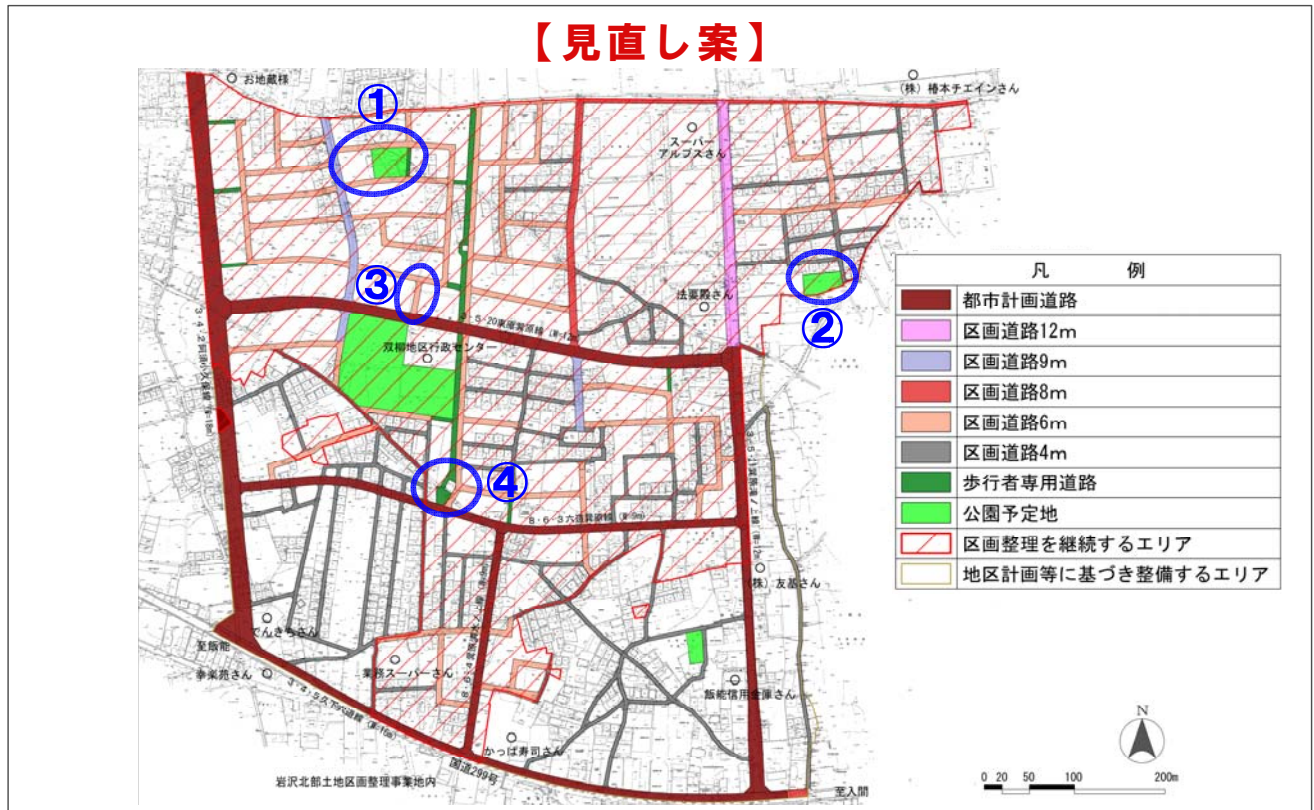 【見直し案】
お地蔵様
(株)椿本チエインさん
①
スーパー
アルプスさん
③
法要殿さん
②
双柳地区行政センター
④
(株)友基さん
でんきちさん
至飯能
幸楽苑さん
業務スーパーさん
飯能信用金庫さん
かっぱ寿司さん
国道299号
岩沢北部土地区画整理事業地内
至入間
凡 例
都市計画道路
区画道路12m
区画道路9m
区画道路8m
区画道路6m
区画道路4m
歩行者専用道路
公園予定地
区画整理を継続するエリア
地区計画等に基づき整備するエリア
N
0 20 50 100 200m